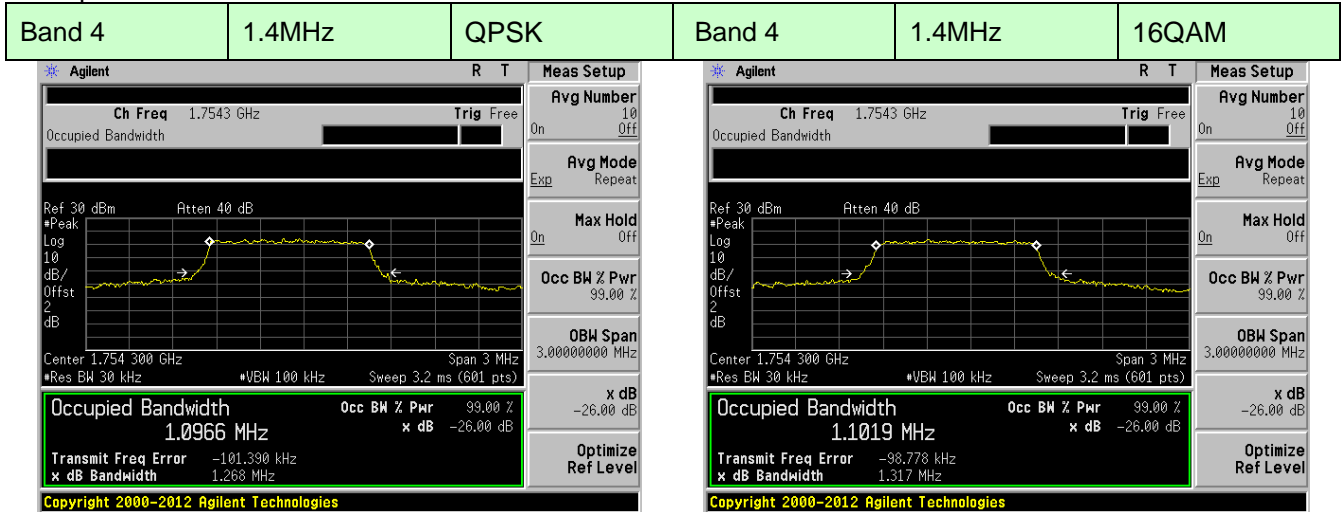 Band 4 1.4MHz QPSK Band 4 1.4MHz 16QAM
Agilent R T Meas Setup
Ch Freq 1.7543 GHz Trig Free
Occupied Bandwidth
Avg Number
10
On Off
Avg Mode
Exp Repeat
Max Hold
On Off
Occ BW % Pwr
99.00 %
OBW Span
3.00000000 MHz
x dB
-26.00 dB
Optimize
Ref Level
Ref 30 dBm Atten 40 dB
#Peak
Log
10
dB/
Offst
2
dB
Center 1.754 300 GHz Span 3 MHz
#Res BW 30 kHz #VBW 100 kHz Sweep 3.2 ms (601 pts)
Occupied Bandwidth Occ BW % Pwr 99.00 %
1.0966 MHz x dB -26.00 dB
Transmit Freq Error -101.390 kHz
x dB Bandwidth 1.268 MHz
Copyright 2000-2012 Agilent Technologies
Agilent R T Meas Setup
Ch Freq 1.7543 GHz Trig Free
Occupied Bandwidth
Avg Number
10
On Off
Avg Mode
Exp Repeat
Max Hold
On Off
Occ BW % Pwr
99.00 %
OBW Span
3.00000000 MHz
x dB
-26.00 dB
Optimize
Ref Level
Ref 30 dBm Atten 40 dB
#Peak
Log
10
dB/
Offst
2
dB
Center 1.754 300 GHz Span 3 MHz
#Res BW 30 kHz #VBW 100 kHz Sweep 3.2 ms (601 pts)
Occupied Bandwidth Occ BW % Pwr 99.00 %
1.1019 MHz x dB -26.00 dB
Transmit Freq Error -98.778 kHz
x dB Bandwidth 1.317 MHz
Copyright 2000-2012 Agilent Technologies